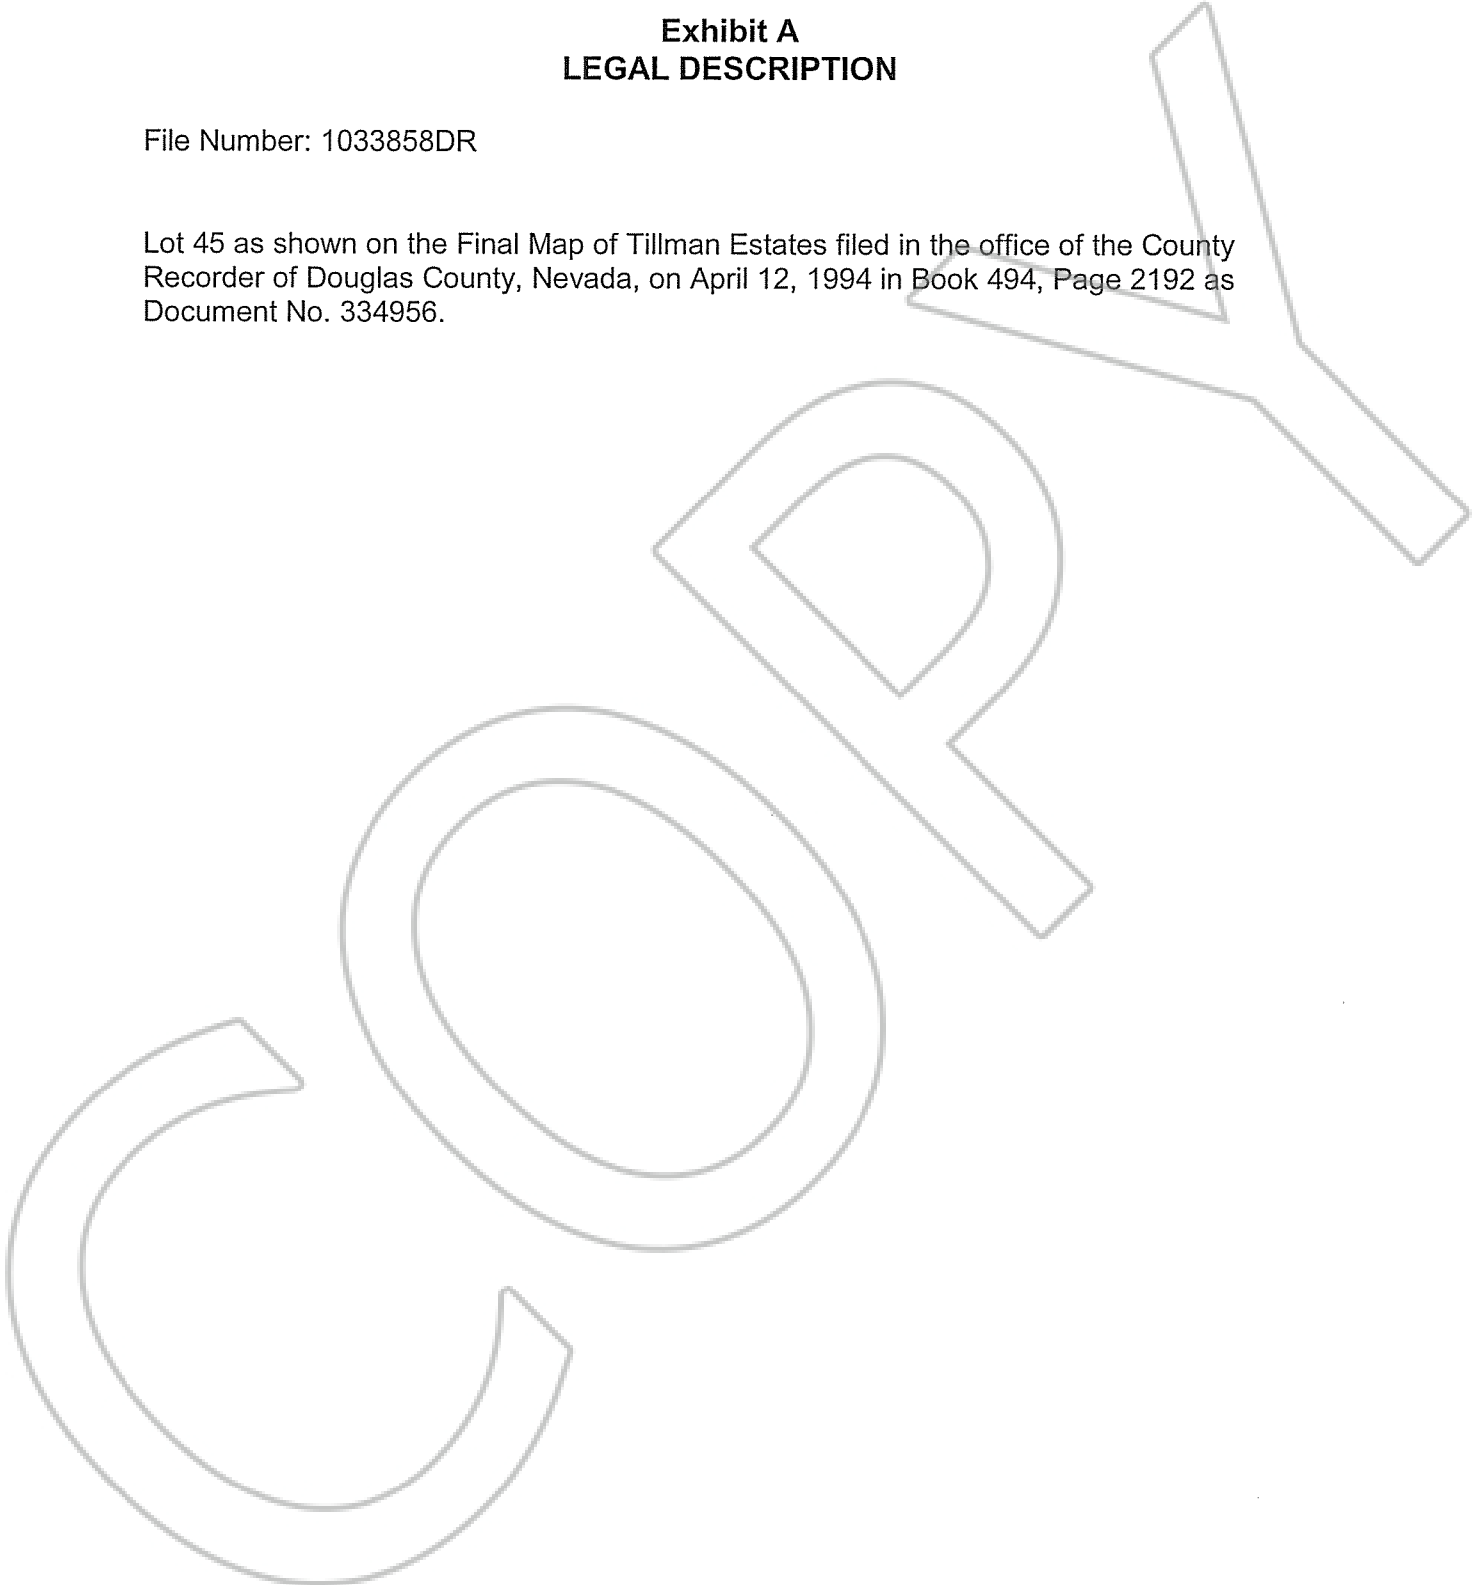 Exhibit A
LEGAL DESCRIPTION
File Number: 1033858DR
Lot 45 as shown on the Final Map of Tillman Estates filed in the office of the County
Recorder of Douglas County, Nevada, on April 12, 1994 in Book 494, Page 2192 as
Document No. 334956.
COPY